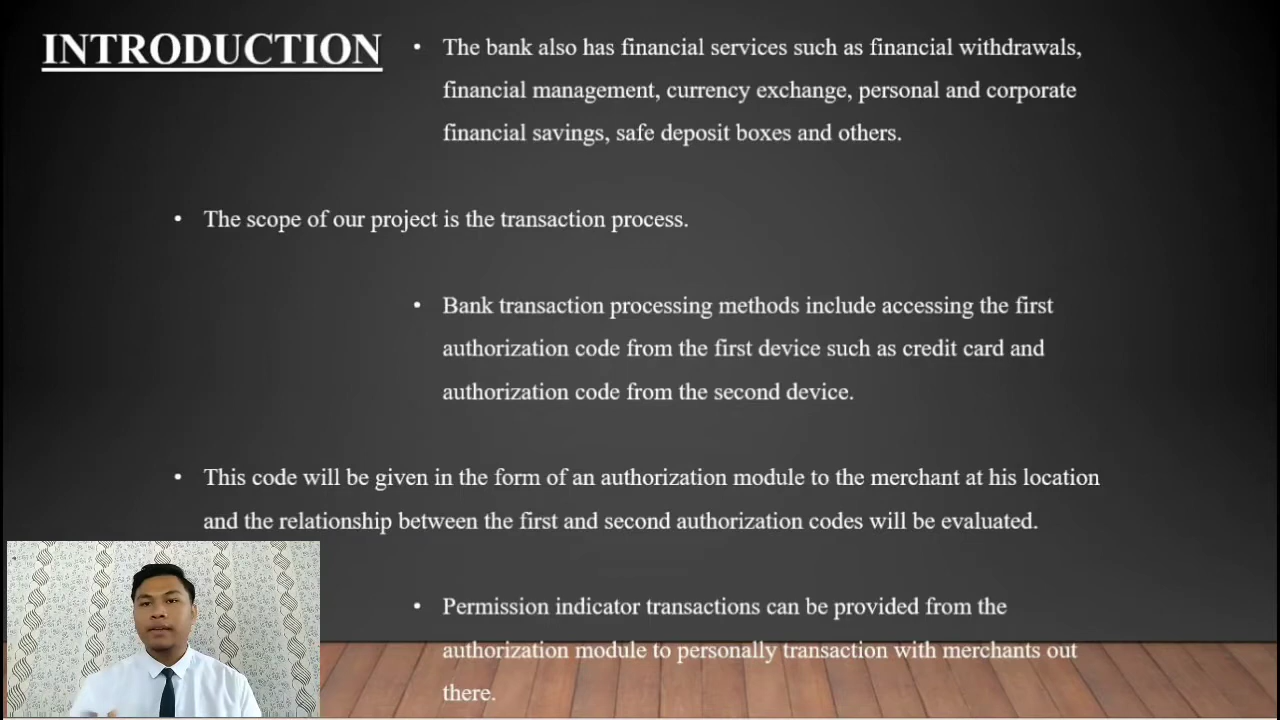 INTRODUCTION
• The bank also has financial services such as financial withdrawals,
financial management, currency exchange, personal and corporate
financial savings, safe deposit boxes and others.
• The scope of our project is the transaction process.
• Bank transaction processing methods include accessing the first
authorization code from the first device such as credit card and
authorization code from the second device.
• This code will be given in the form of an authorization module to the merchant at his location
and the relationship between the first and second authorization codes will be evaluated.
• Permission indicator transactions can be provided from the
authorization module to personally transaction with merchants out
there.